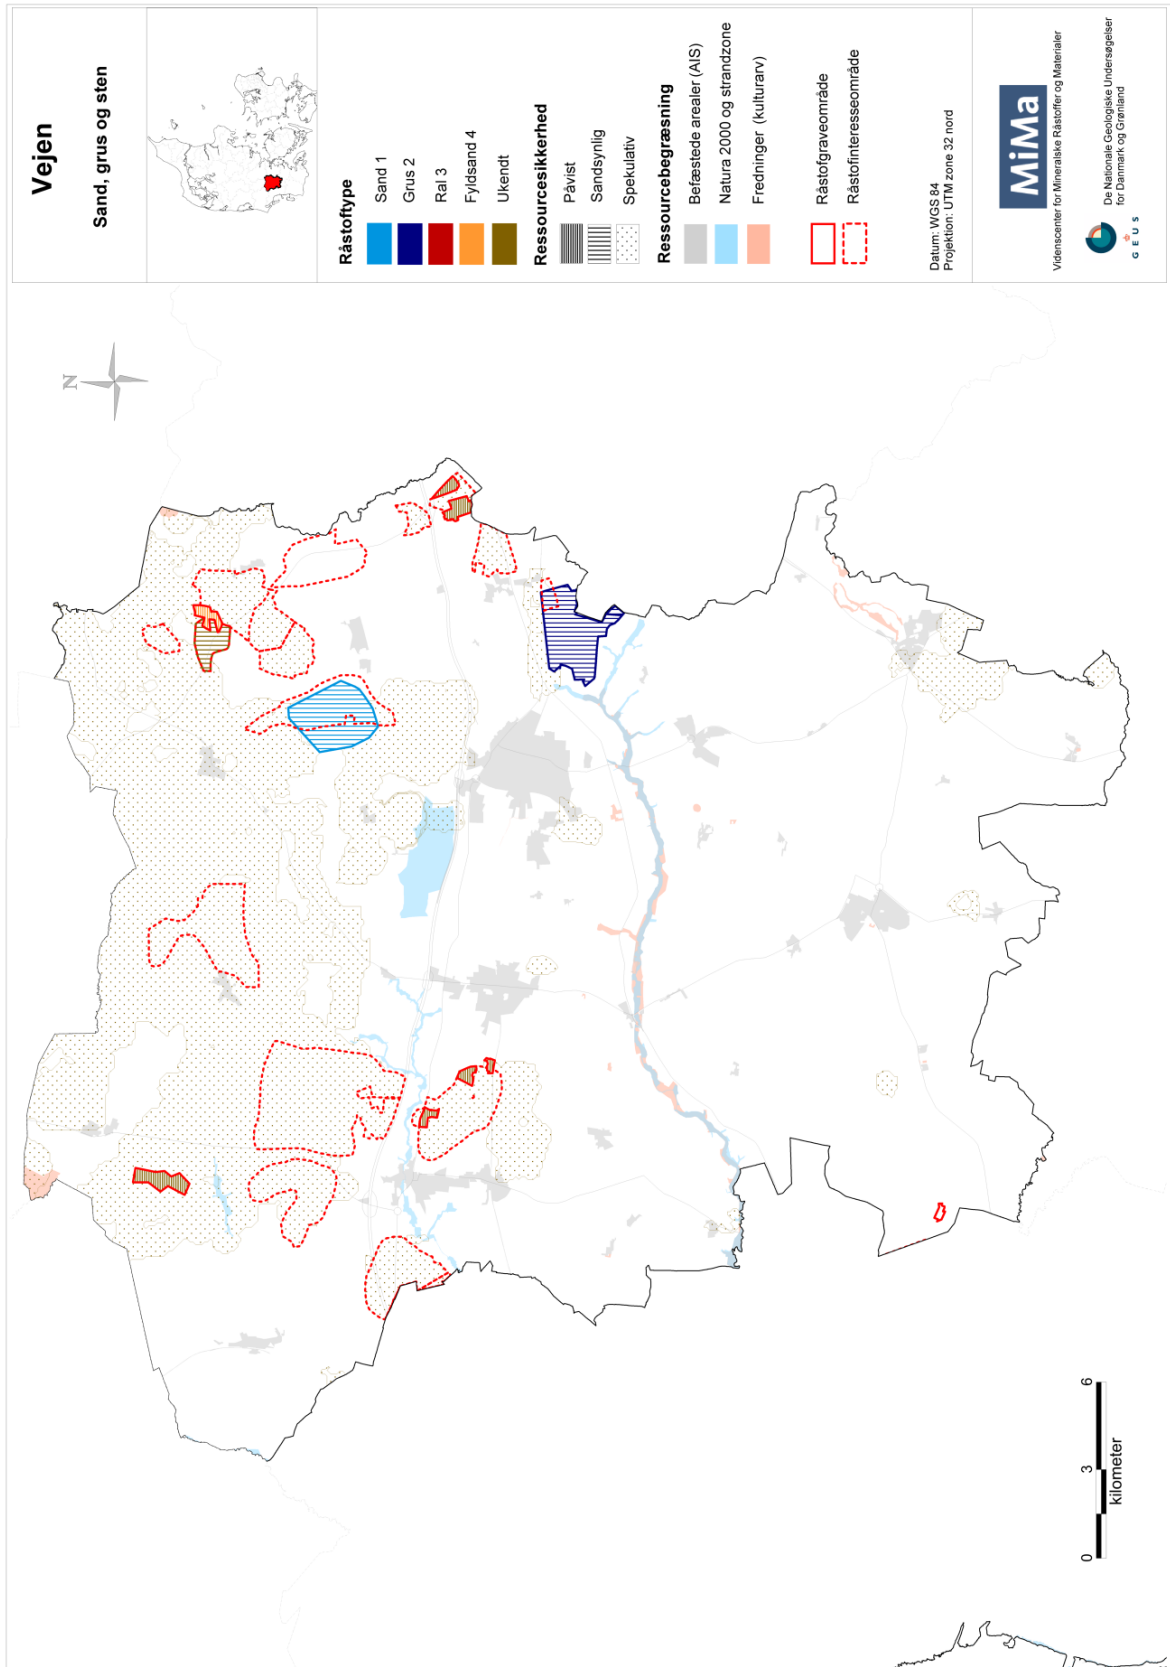 Vejen
Sand, grus og sten
Råstoftype
Sand 1
Grus 2
Ral 3
Fyldsand 4
Ukendt
Ressourcesikkerhed
Påvist
Sandsynlig
Spekulativ
Ressourcebegræsning
Befæstede arealer (AIS)
Natura 2000 og strandzone
Fredninger (kulturarv)
Råstofgraveområde
Råstofinteresseområde
Datum: WGS 84
Projektion: UTM zone 32 nord
MiMa
Videnscenter for Mineralske Råstoffer og Materialer
G E U S
De Nationale Geologiske Undersøgelser
for Danmark og Grønland
N
0 3 6
kilometer